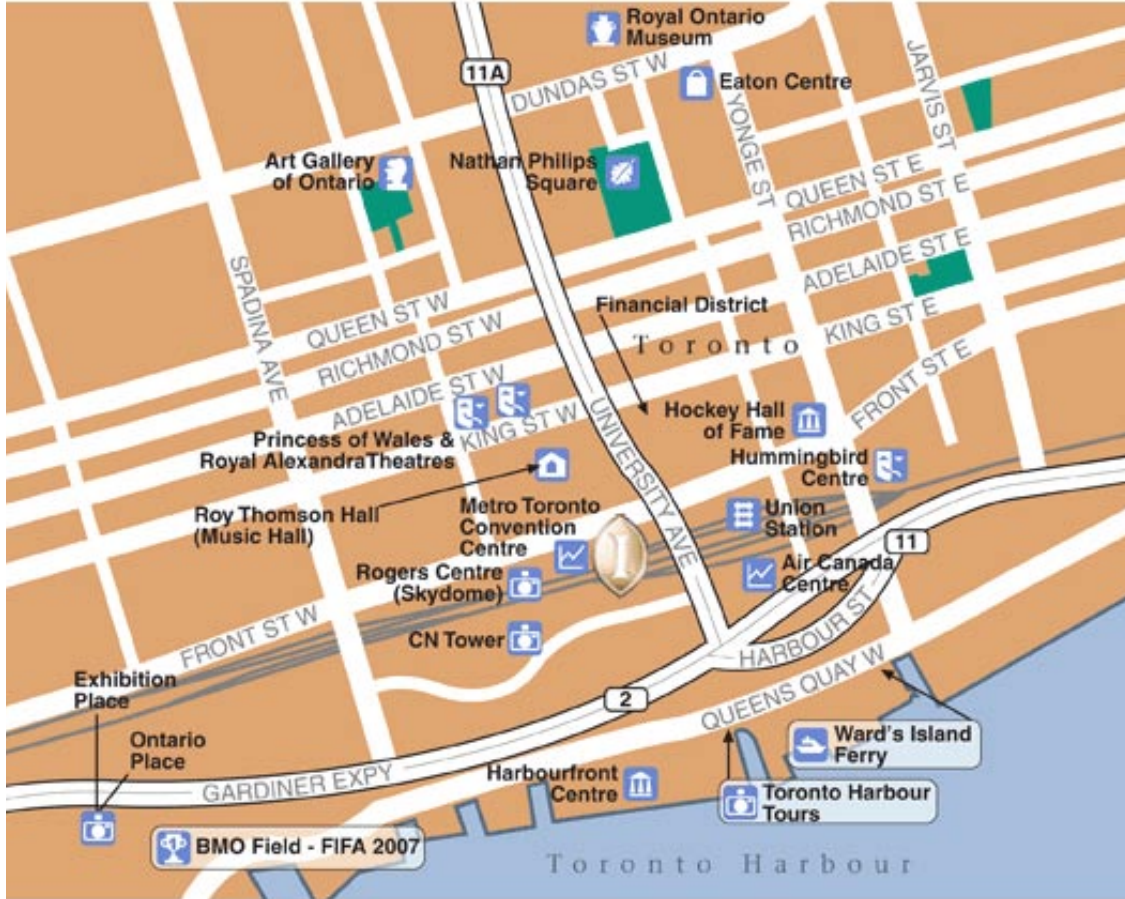 Royal Ontario
Museum
11A
DUNDAS ST W
Eaton Centre
JARVIS ST
YONGE ST
Art Gallery
of Ontario
Nathan Philips
Square
QUEEN ST E
RICHMOND ST E
ADELAIDE ST E
SPADINA AVE
QUEEN ST W
Financial District
Toronto
KING ST E
RICHMOND ST W
ADELAIDE ST W
FRONT ST E
UNIVERSITY AVE
Hockey Hall
of Fame
KING ST W
Princess of Wales &
Royal AlexandraTheatres
Hummingbird
Centre
Roy Thomson Hall
(Music Hall)
Metro Toronto
Convention
Centre
Union
Station
11
Rogers Centre
(Skydome)
Air Canada
Centre
CN Tower
FRONT ST W
HARBOUR ST
Exhibition
Place
2
QUEENS QUAY W
Ontario
Place
Ward's Island
Ferry
GARDINER EXPY
Harbourfront
Centre
Toronto Harbour
Tours
BMO Field - FIFA 2007
Toronto Harbour